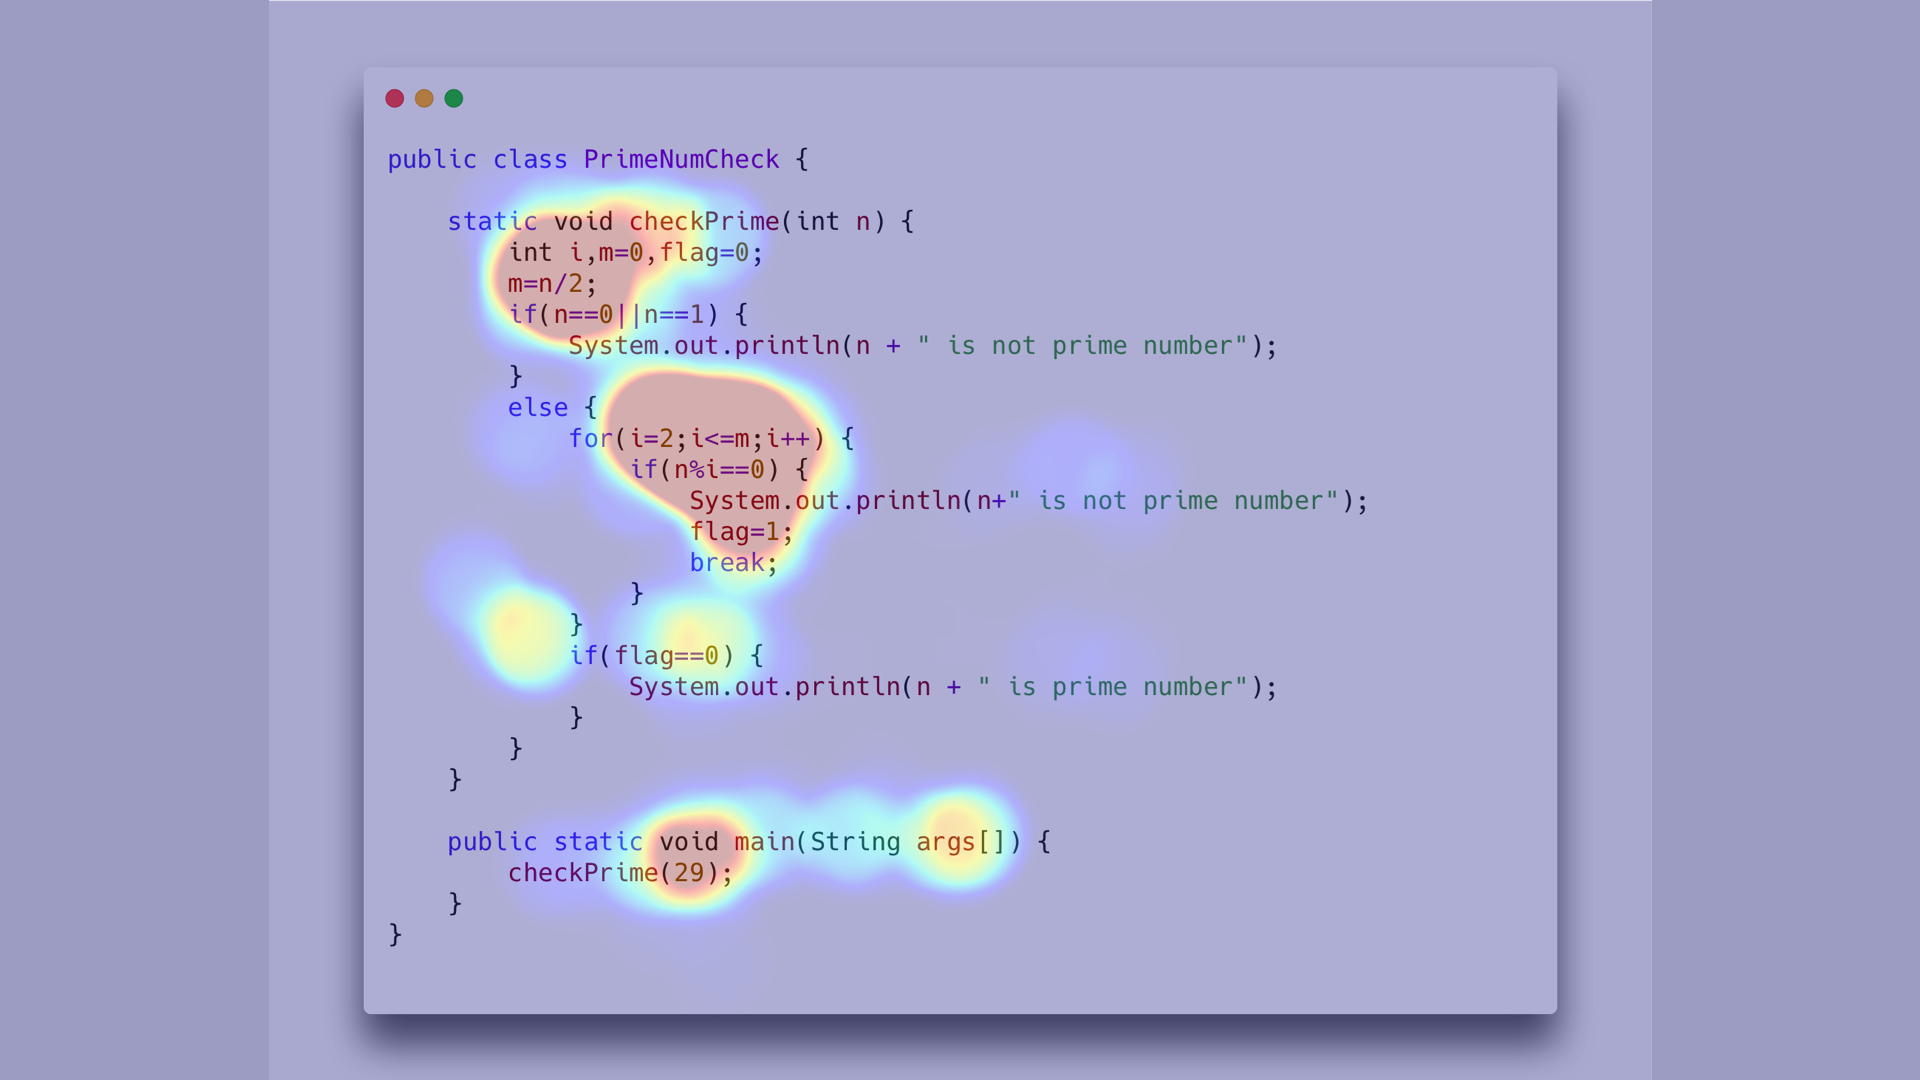 public class PrimeNumCheck {
static void checkPrime(int n) {
int i,m=0,flag=0;
m=n/2;
if(n==0||n==1) {
System.out.println(n + " is not prime number");
}
else {
for(i=2;i<=m;i++) {
if(n%i==0) {
System.out.println(n+" is not prime number");
flag=1;
break;
}
}
if(flag==0) {
System.out.println(n + " is prime number");
}
}
}
public static void main(String args[]) {
checkPrime(29);
}
}